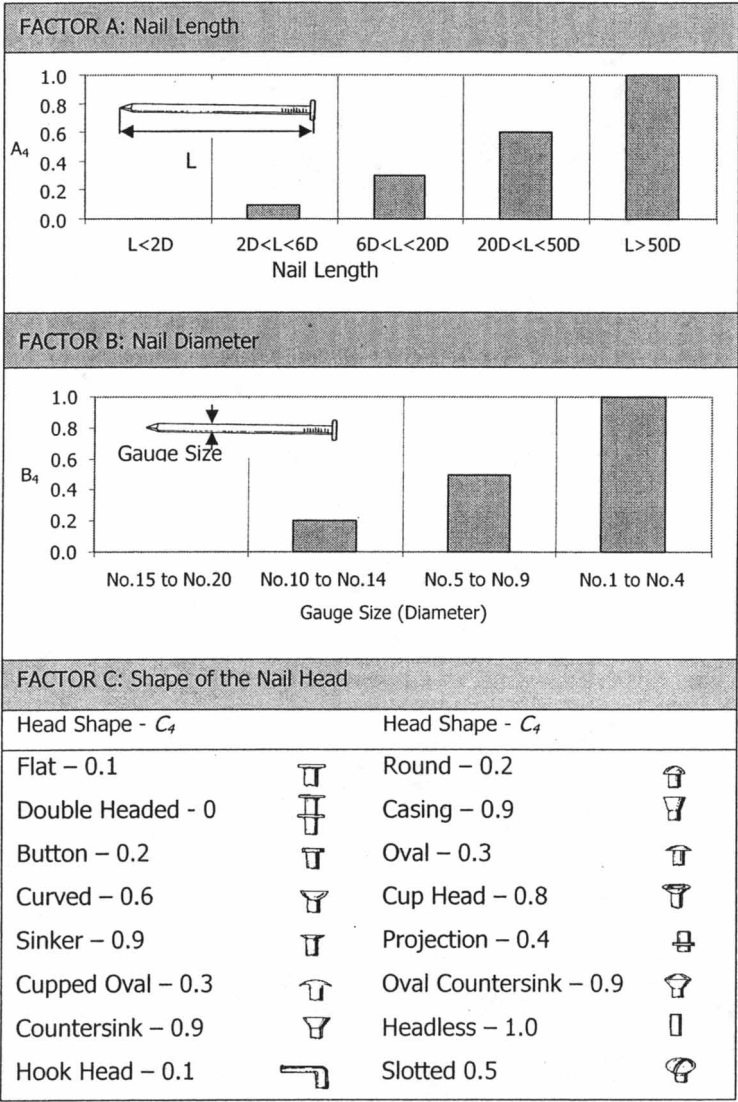 FACTOR A: Nail Length
1.0
0.8
0.6
0.4
0.2
0.0
A₄
L
L<2D 2D<L<6D 6D<L<20D 20D<L<50D L>50D
Nail Length
FACTOR B: Nail Diameter
1.0
0.8
0.6
0.4
0.2
0.0
B₄
Gauge Size
No.15 to No.20 No.10 to No.14 No.5 to No.9 No.1 to No.4
Gauge Size (Diameter)
FACTOR C: Shape of the Nail Head
Head Shape - C₄ Head Shape - C₄
Flat – 0.1 Round – 0.2
Double Headed - 0 Casing – 0.9
Button – 0.2 Oval – 0.3
Curved – 0.6 Cup Head – 0.8
Sinker – 0.9 Projection – 0.4
Cupped Oval – 0.3 Oval Countersink – 0.9
Countersink – 0.9 Headless – 1.0
Hook Head – 0.1 Slotted 0.5